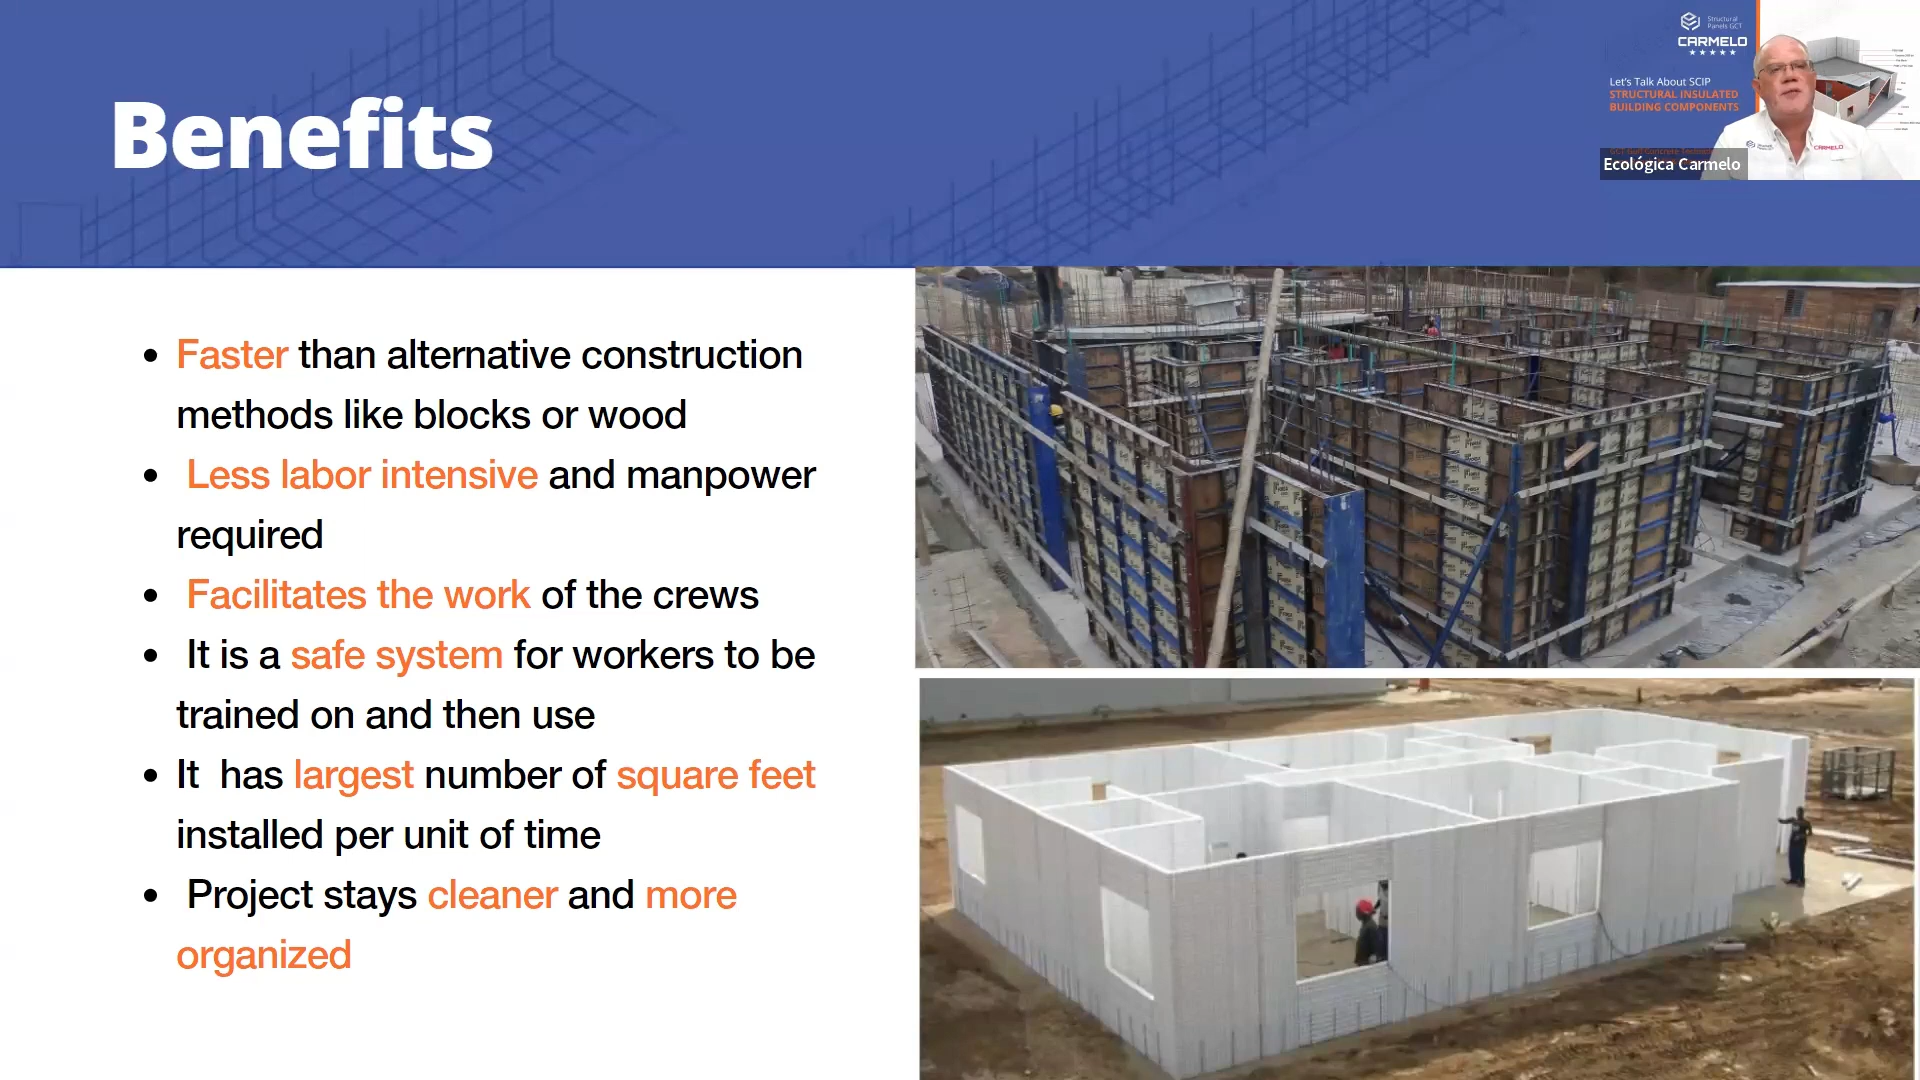 Benefits
Structural
Panels GCT
CARMELO
Let's Talk About SCIP
STRUCTURAL INSULATED
BUILDING COMPONENTS
CARMELO
Ecológica Carmelo
• Faster than alternative construction
methods like blocks or wood
• Less labor intensive and manpower
required
• Facilitates the work of the crews
• It is a safe system for workers to be
trained on and then use
• It has largest number of square feet
installed per unit of time
• Project stays cleaner and more
organized